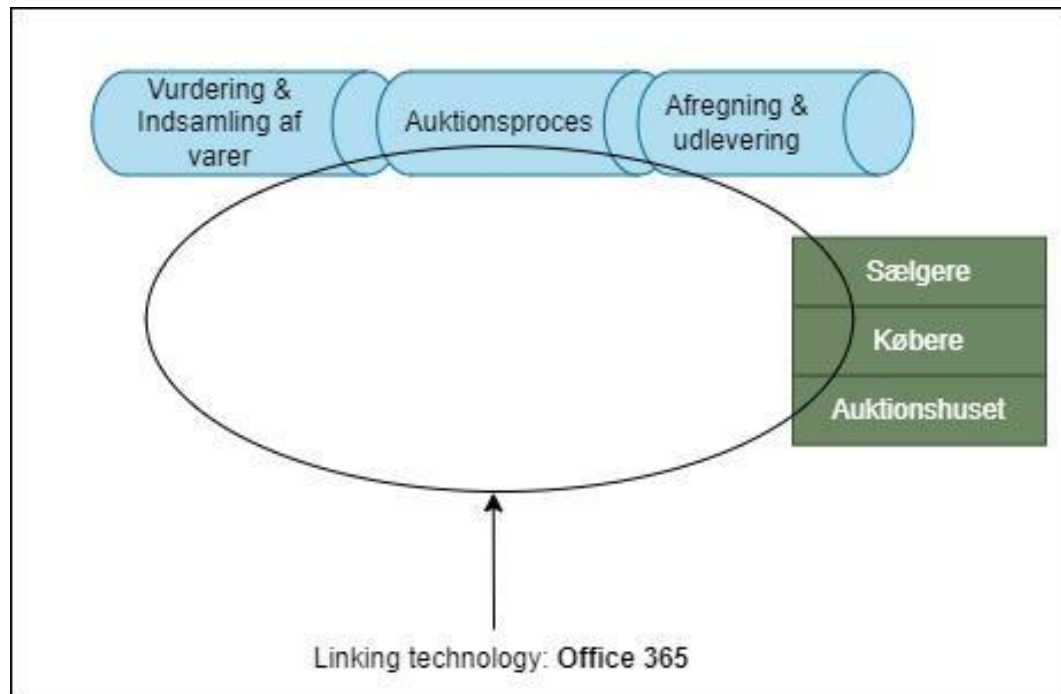 Vurdering &
Indsamling af
varer
Auktionsproces
Afregning &
udlevering
Sælgere
Købere
Auktionshuset
Linking technology: Office 365